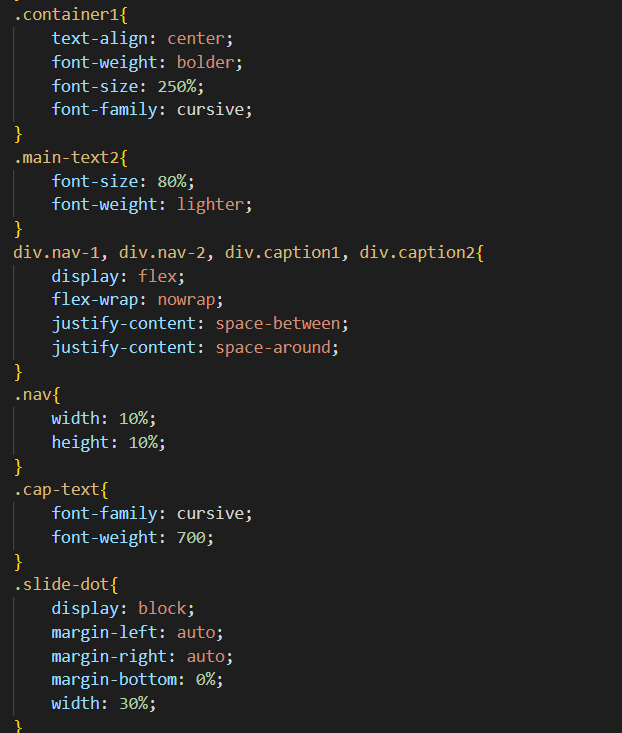 .container1{
    text-align: center;
    font-weight: bolder;
    font-size: 250%;
    font-family: cursive;
}
.main-text2{
    font-size: 80%;
    font-weight: lighter;
}
div.nav-1, div.nav-2, div.caption1, div.caption2{
    display: flex;
    flex-wrap: nowrap;
    justify-content: space-between;
    justify-content: space-around;
}
.nav{
    width: 10%;
    height: 10%;
}
.cap-text{
    font-family: cursive;
    font-weight: 700;
}
.slide-dot{
    display: block;
    margin-left: auto;
    margin-right: auto;
    margin-bottom: 0%;
    width: 30%;
}